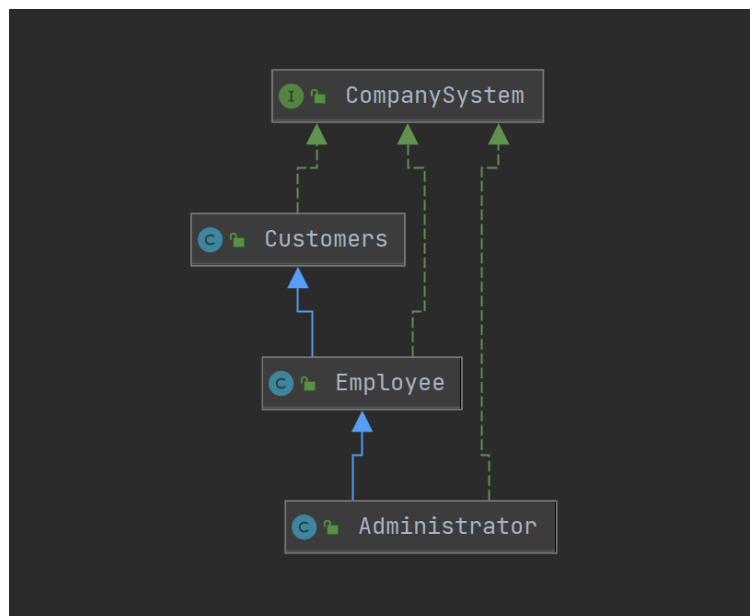 I CompanySystem
C Customers
C Employee
C Administrator